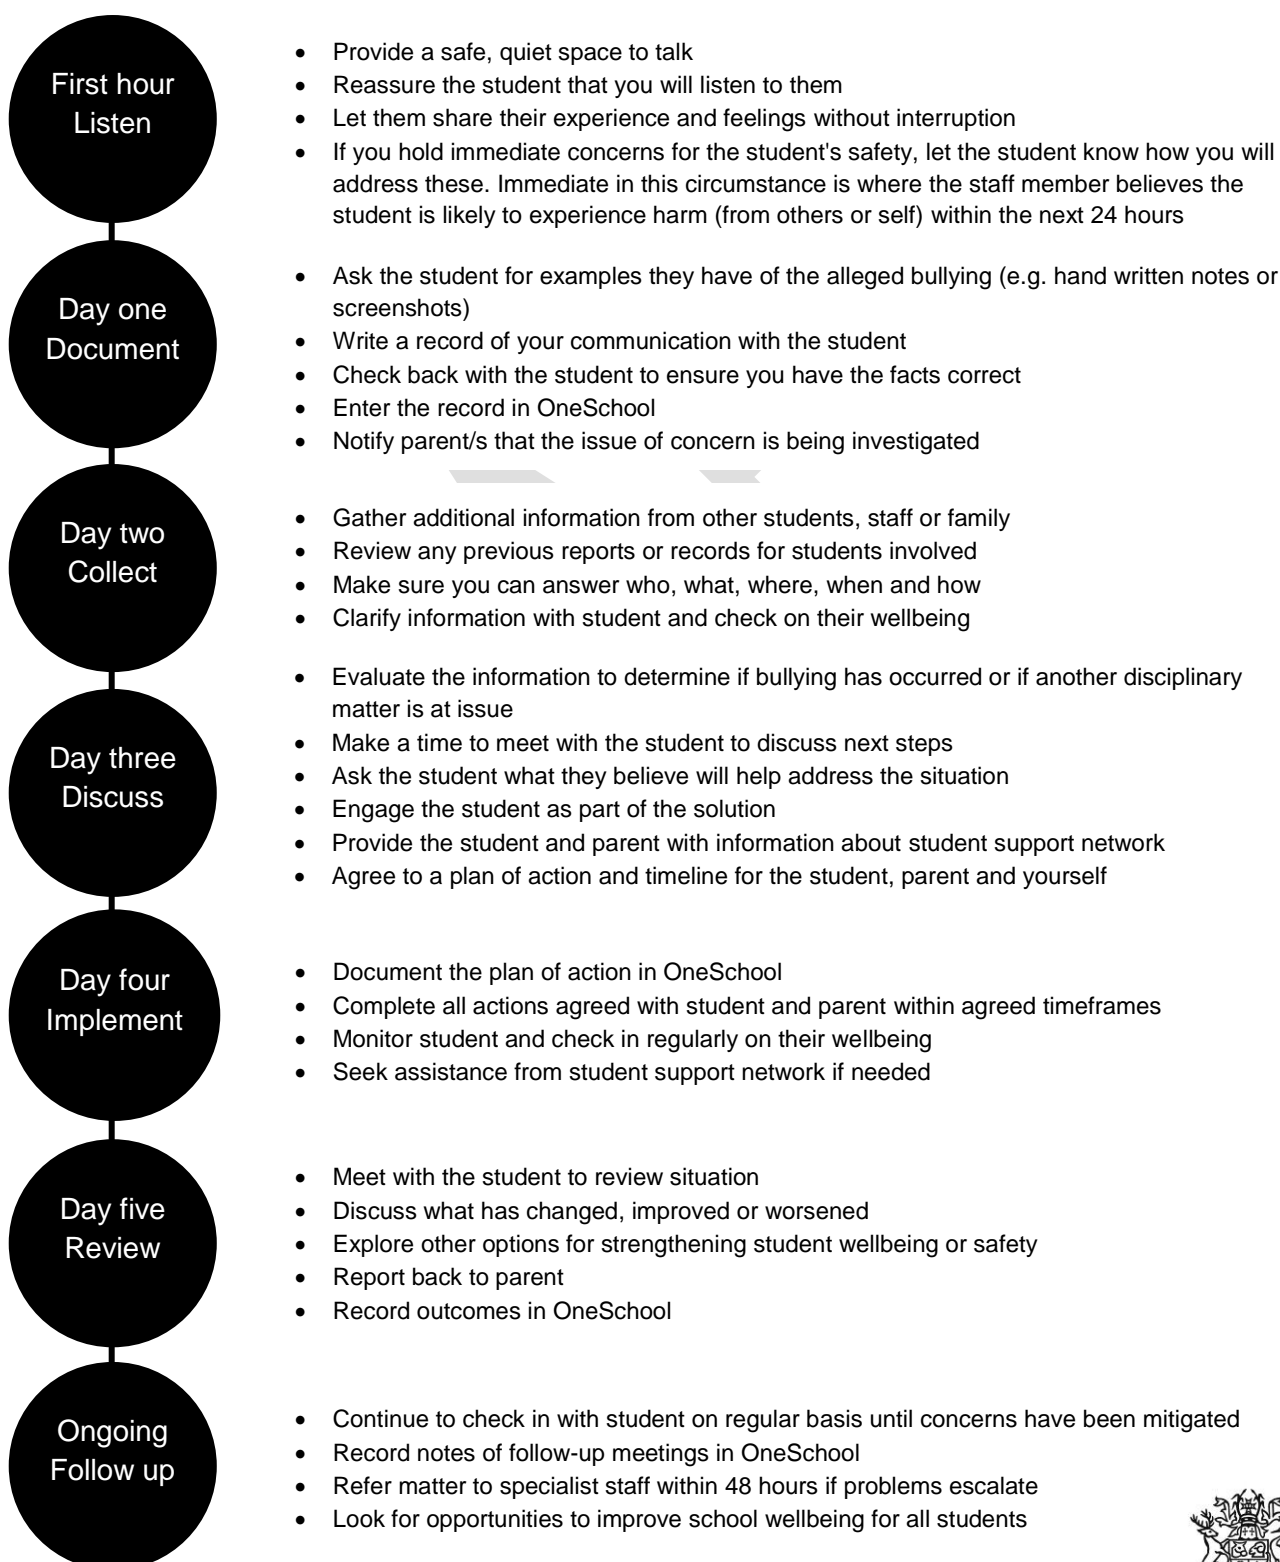 First hour
Listen
• Provide a safe, quiet space to talk
• Reassure the student that you will listen to them
• Let them share their experience and feelings without interruption
• If you hold immediate concerns for the student's safety, let the student know how you will
address these. Immediate in this circumstance is where the staff member believes the
student is likely to experience harm (from others or self) within the next 24 hours
Day one
Document
• Ask the student for examples they have of the alleged bullying (e.g. hand written notes or
screenshots)
• Write a record of your communication with the student
• Check back with the student to ensure you have the facts correct
• Enter the record in OneSchool
• Notify parent/s that the issue of concern is being investigated
Day two
Collect
• Gather additional information from other students, staff or family
• Review any previous reports or records for students involved
• Make sure you can answer who, what, where, when and how
• Clarify information with student and check on their wellbeing
Day three
Discuss
• Evaluate the information to determine if bullying has occurred or if another disciplinary
matter is at issue
• Make a time to meet with the student to discuss next steps
• Ask the student what they believe will help address the situation
• Engage the student as part of the solution
• Provide the student and parent with information about student support network
• Agree to a plan of action and timeline for the student, parent and yourself
Day four
Implement
• Document the plan of action in OneSchool
• Complete all actions agreed with student and parent within agreed timeframes
• Monitor student and check in regularly on their wellbeing
• Seek assistance from student support network if needed
Day five
Review
• Meet with the student to review situation
• Discuss what has changed, improved or worsened
• Explore other options for strengthening student wellbeing or safety
• Report back to parent
• Record outcomes in OneSchool
Ongoing
Follow up
• Continue to check in with student on regular basis until concerns have been mitigated
• Record notes of follow-up meetings in OneSchool
• Refer matter to specialist staff within 48 hours if problems escalate
• Look for opportunities to improve school wellbeing for all students